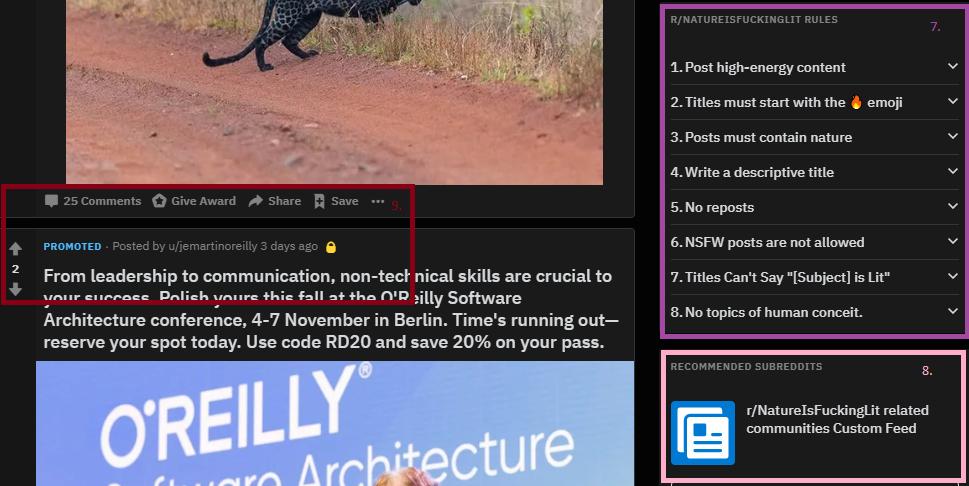 25 Comments Give Award Share Save ••• 9.
PROMOTED · Posted by u/jemartinoreilly 3 days ago
2
From leadership to communication, non-technical skills are crucial to
your success. Polish yours this fall at the O'Reilly Software
Architecture conference, 4-7 November in Berlin. Time's running out—
reserve your spot today. Use code RD20 and save 20% on your pass.
O'REILLY®
Software Architecture
R/NATUREISFUCKINGLIT RULES 7.
1. Post high-energy content
2. Titles must start with the 🔥 emoji
3. Posts must contain nature
4. Write a descriptive title
5. No reposts
6. NSFW posts are not allowed
7. Titles Can't Say "[Subject] is Lit"
8. No topics of human conceit.
RECOMMENDED SUBREDDITS 8.
r/NatureIsFuckingLit related
communities Custom Feed